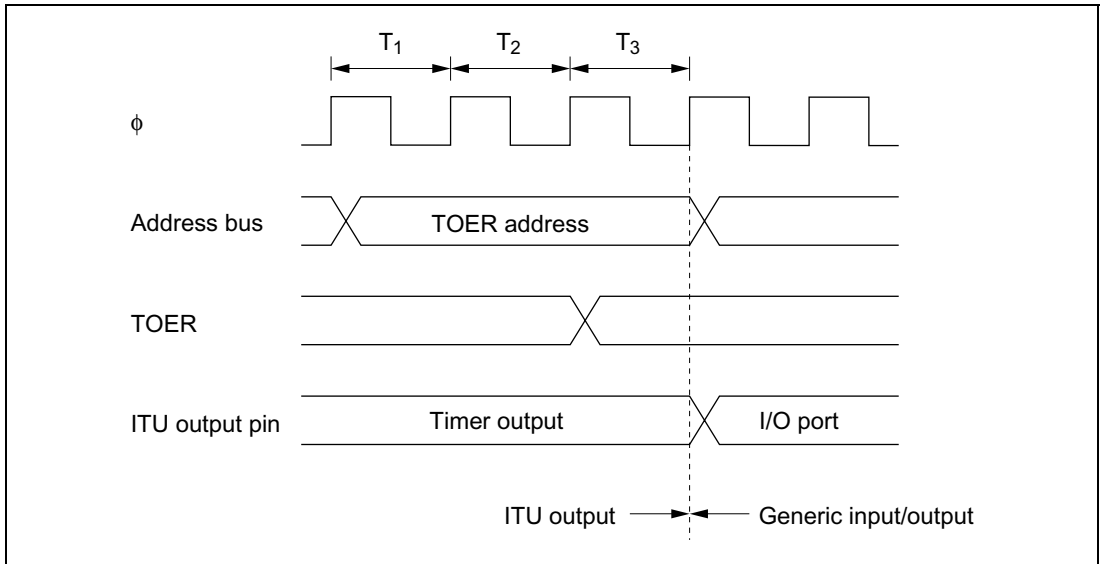 T1 T2 T3
ϕ
Address bus TOER address
TOER
ITU output pin Timer output I/O port
ITU output Generic input/output